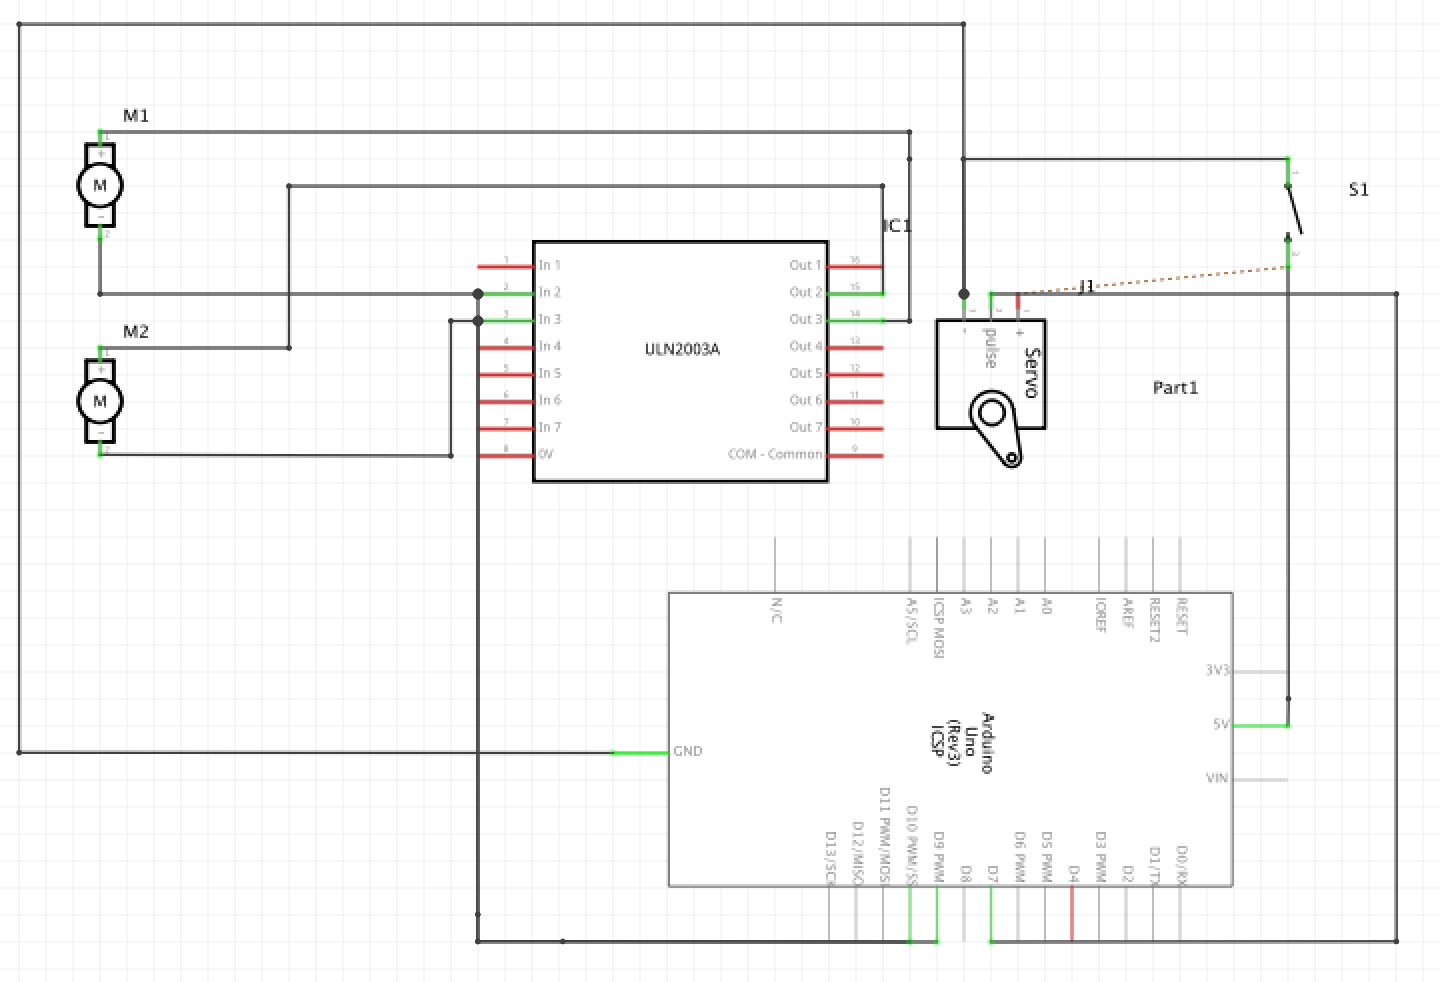 M1
+
M
-
M2
+
M
-
IC1
S1
1 In 1
2 In 2
3 In 3
4 In 4
5 In 5
6 In 6
7 In 7
8 0V
ULN2003A
Out 1 16
Out 2 15
Out 3 14
Out 4 13
Out 5 12
Out 6 11
Out 7 10
COM - Common 9
J1
-
pulse
+
Servo
Part1
N/C
A5/SCL
ICSP MOSI
A3
A2
A1
A0
IOREF
AREF
RESET2
RESET
3V3
5V
VIN
GND
Arduino
Uno
(Rev3)
ICSP
D13/SCK
D12/MISO
D11 PWM/MOSI
D10 PWM/SS
D9 PWM
D8
D7
D6 PWM
D5 PWM
D4
D3 PWM
D2
D1/TX
D0/RX